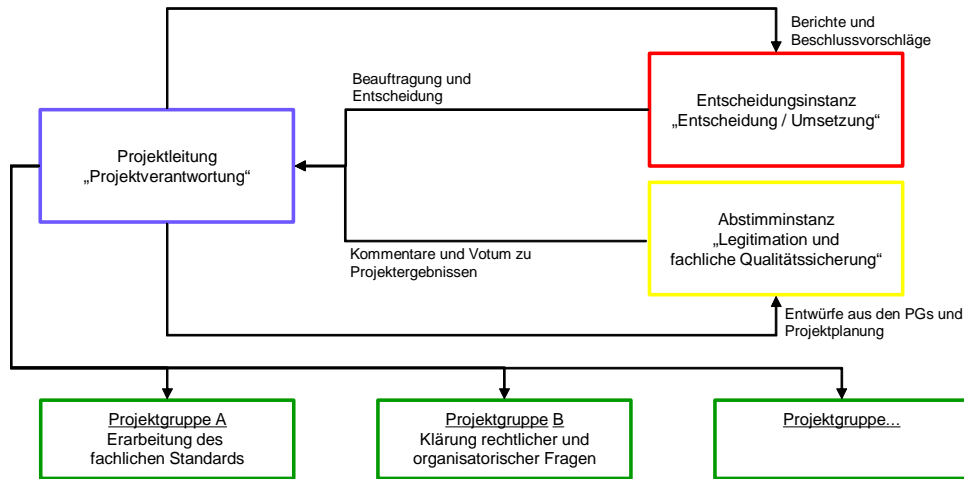 Berichte und
Beschlussvorschläge
Beauftragung und
Entscheidung
Entscheidungsinstanz
„Entscheidung / Umsetzung“
Projektleitung
„Projektverantwortung“
Abstimminstanz
„Legitimation und
fachliche Qualitätssicherung“
Kommentare und Votum zu
Projektergebnissen
Entwürfe aus den PGs und
Projektplanung
Projektgruppe A
Erarbeitung des
fachlichen Standards
Projektgruppe B
Klärung rechtlicher und
organisatorischer Fragen
Projektgruppe...